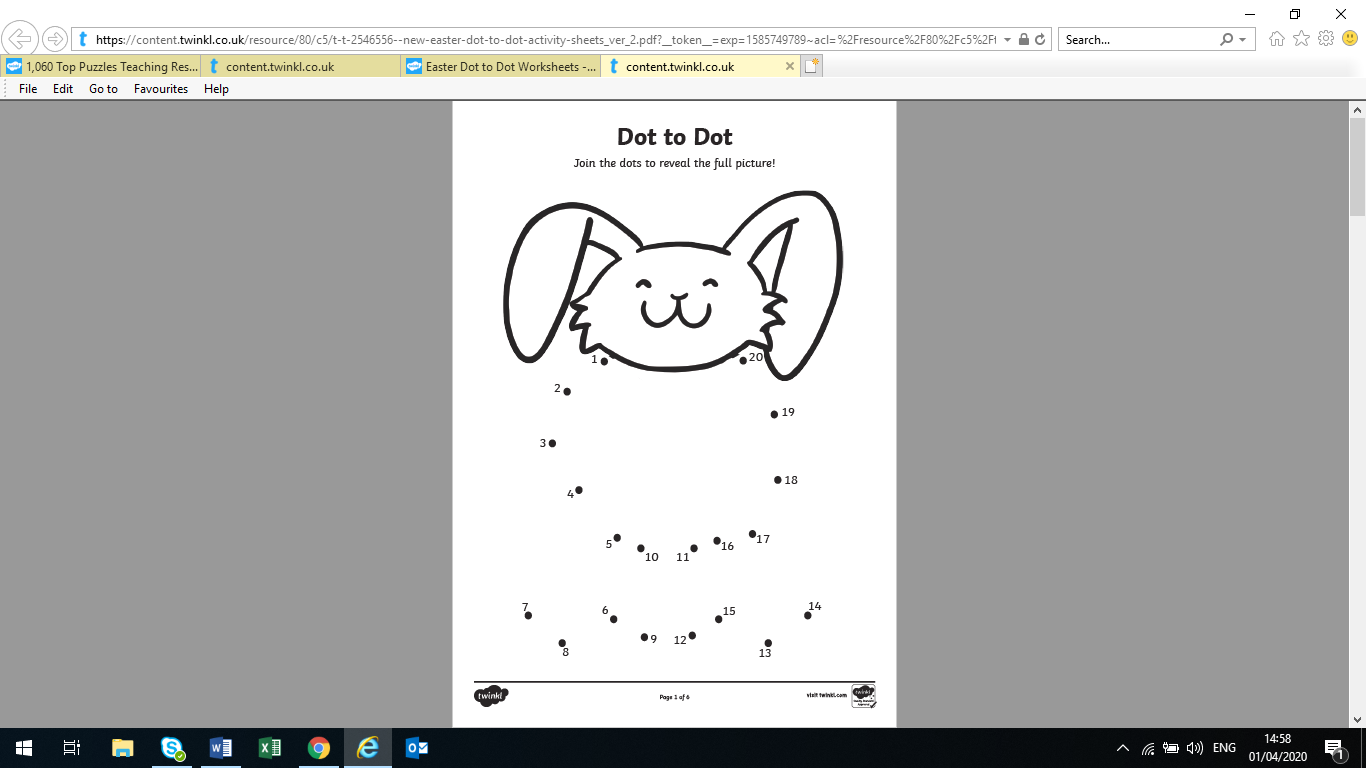 https://content.twinkl.co.uk/resource/80/c5/t-t-2546556--new-easter-dot-to-dot-activity-sheets_ver_2.pdf?__token__=exp=1585749789~acl=%2Fresource%2F80%2Fc5%2Ft
Search...
1,060 Top Puzzles Teaching Res...
content.twinkl.co.uk
Easter Dot to Dot Worksheets -...
content.twinkl.co.uk
File Edit Go to Favourites Help
Dot to Dot
Join the dots to reveal the full picture!
1 20
2
19
3
18
4
5 10 11 16 17
7 6 15 14
8 9 12 13
twinkl
Page 1 of 6
visit twinkl.com
twinkl
ENG
14:58
01/04/2020
1